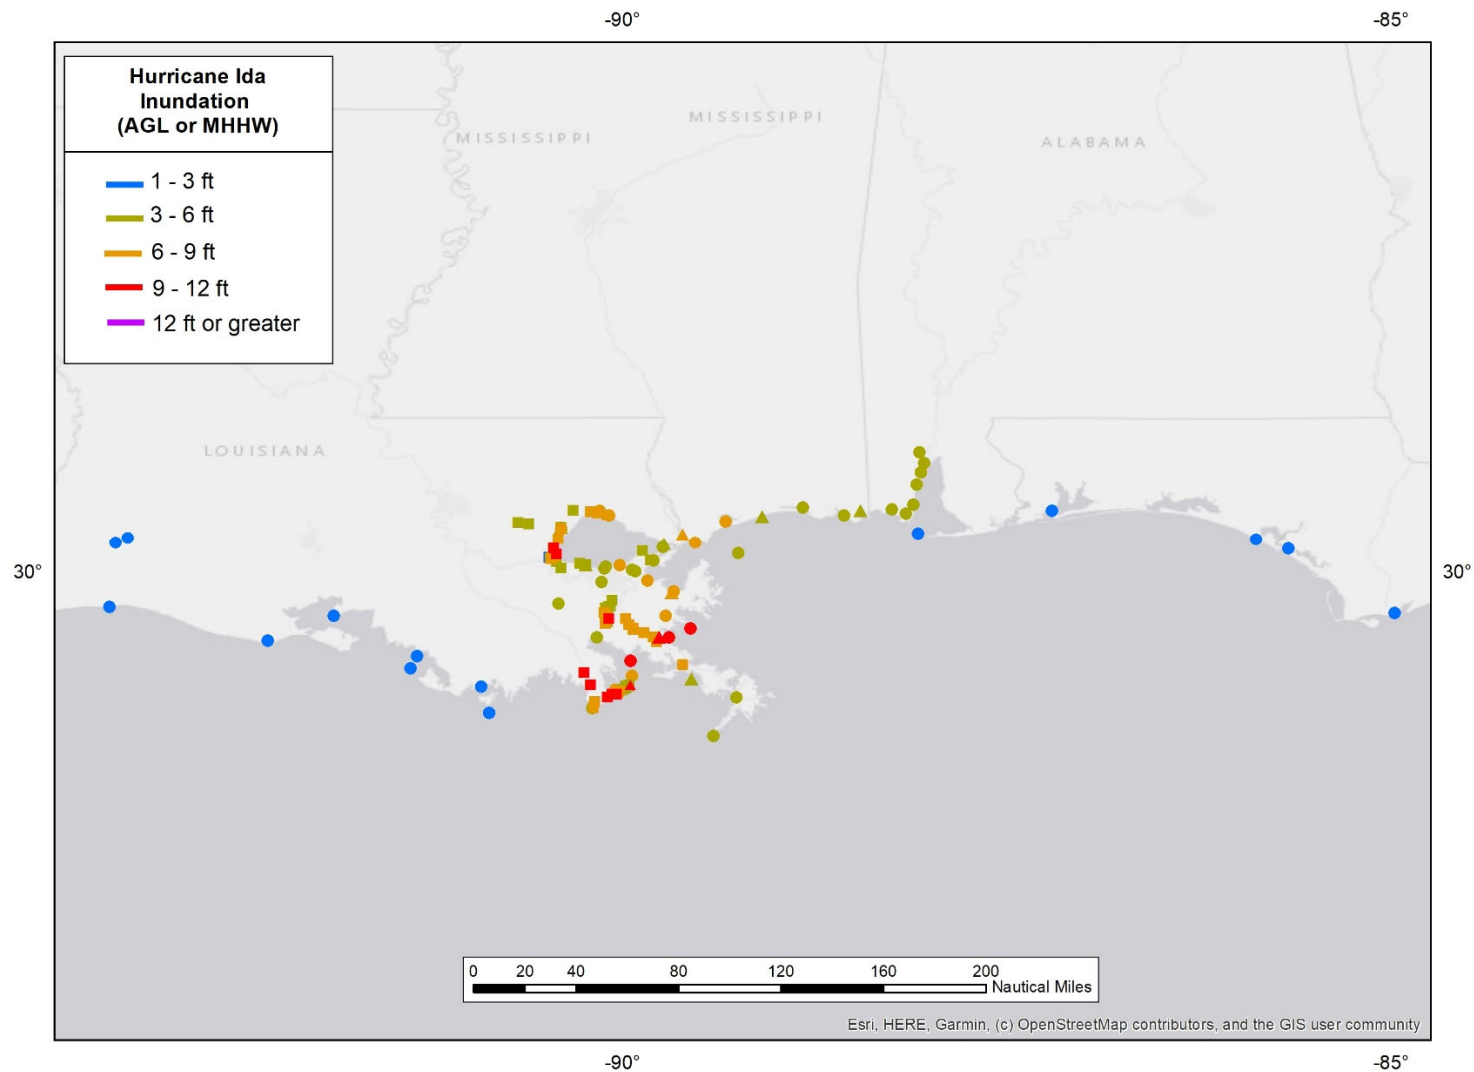 -90°
-85°
Hurricane Ida
Inundation
(AGL or MHHW)
1 - 3 ft
3 - 6 ft
6 - 9 ft
9 - 12 ft
12 ft or greater
MISSISSIPPI
MISSISSIPPI
ALABAMA
LOUISIANA
30°
30°
0 20 40 80 120 160 200
Nautical Miles
Esri, HERE, Garmin, (c) OpenStreetMap contributors, and the GIS user community
-90°
-85°